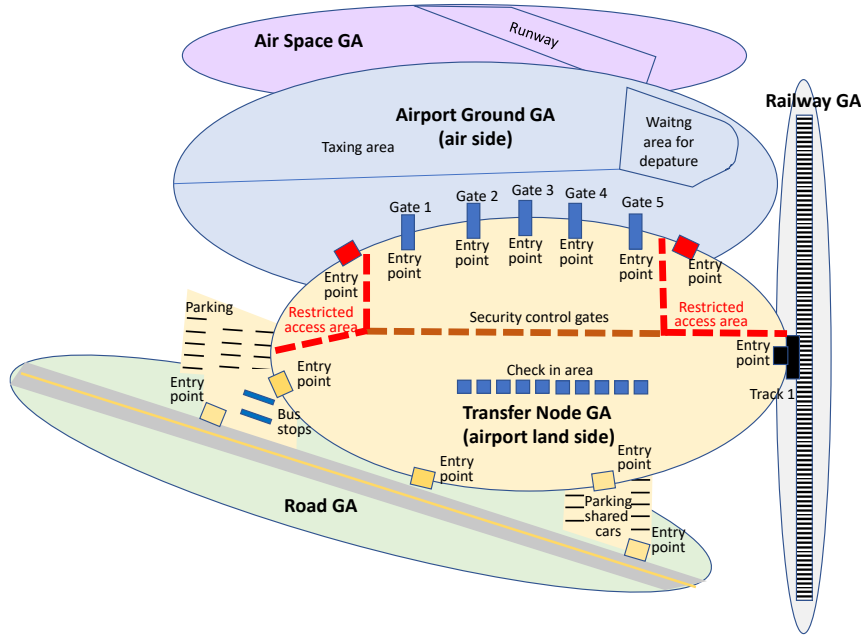 Air Space GA
Runway
Railway GA
Airport Ground GA
(air side)
Waitng
area for
depature
Taxing area
Gate 1
Gate 2
Gate 3
Gate 4
Gate 5
Entry
point
Entry
point
Entry
point
Entry
point
Entry
point
Entry
point
Entry
point
Parking
Restricted
access area
Security control gates
Restricted
access area
Entry
point
Entry
point
Entry
point
Check in area
Track 1
Bus
stops
Transfer Node GA
(airport land side)
Entry
point
Entry
point
Road GA
Parking
shared
cars
Entry
point